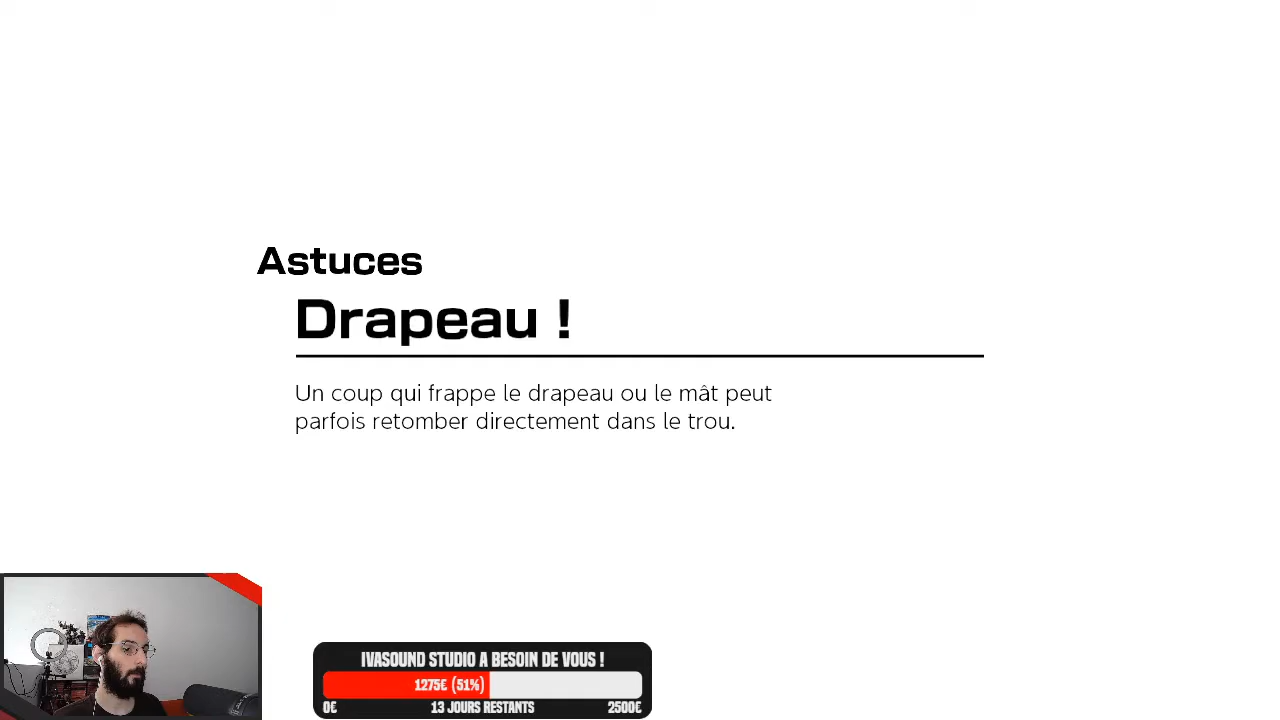 Astuces
Drapeau !
Un coup qui frappe le drapeau ou le mât peut
parfois retomber directement dans le trou.
IVASOUND STUDIO A BESOIN DE VOUS !
1275€ (51%)
0€ 13 JOURS RESTANTS 2500€